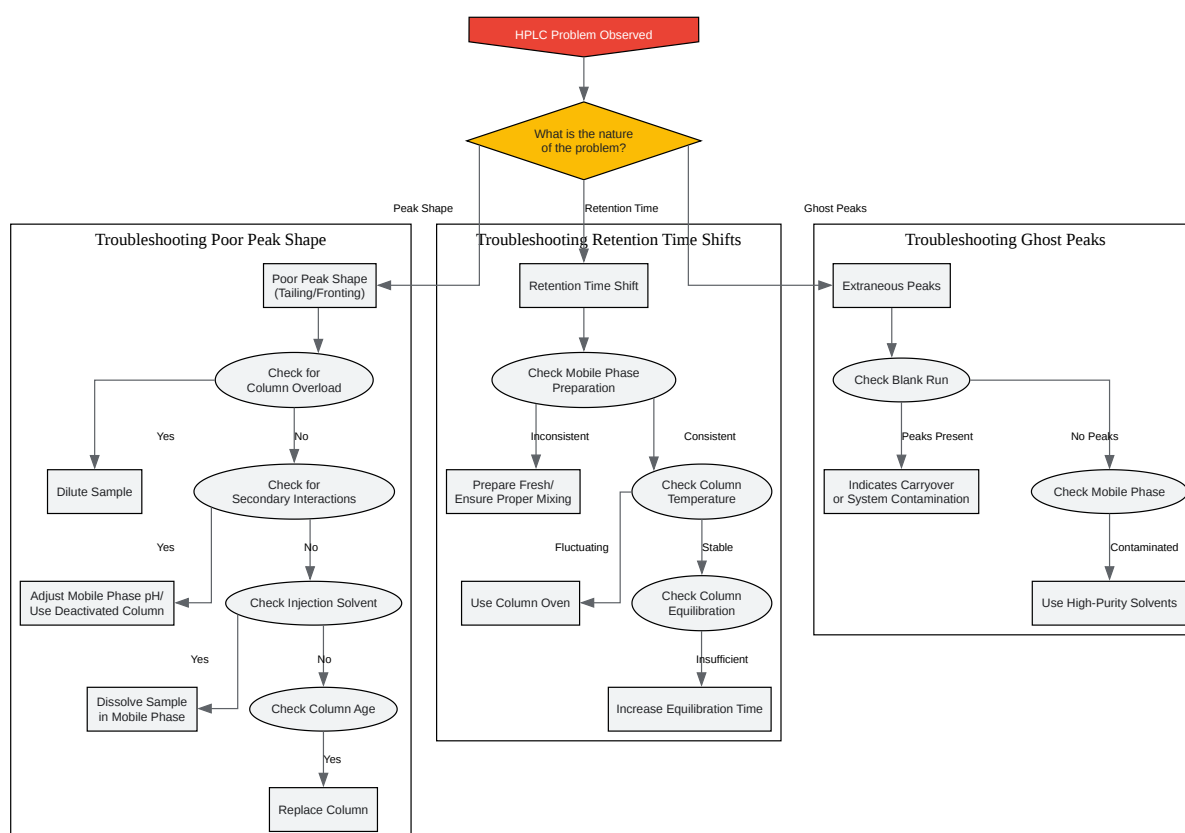 HPLC Problem Observed
What is the nature
of the problem?
Peak Shape
Retention Time
Ghost Peaks
Troubleshooting Poor Peak Shape
Poor Peak Shape
(Tailing/Fronting)
Check for
Column Overload
Yes
No
Dilute Sample
Check for
Secondary Interactions
Yes
No
Adjust Mobile Phase pH/
Use Deactivated Column
Check Injection Solvent
Yes
No
Dissolve Sample
in Mobile Phase
Check Column Age
Yes
Replace Column
Troubleshooting Retention Time Shifts
Retention Time Shift
Check Mobile Phase
Preparation
Inconsistent
Consistent
Prepare Fresh/
Ensure Proper Mixing
Check Column
Temperature
Fluctuating
Stable
Use Column Oven
Check Column
Equilibration
Insufficient
Increase Equilibration Time
Troubleshooting Ghost Peaks
Extraneous Peaks
Check Blank Run
Peaks Present
No Peaks
Indicates Carryover
or System Contamination
Check Mobile Phase
Contaminated
Use High-Purity Solvents